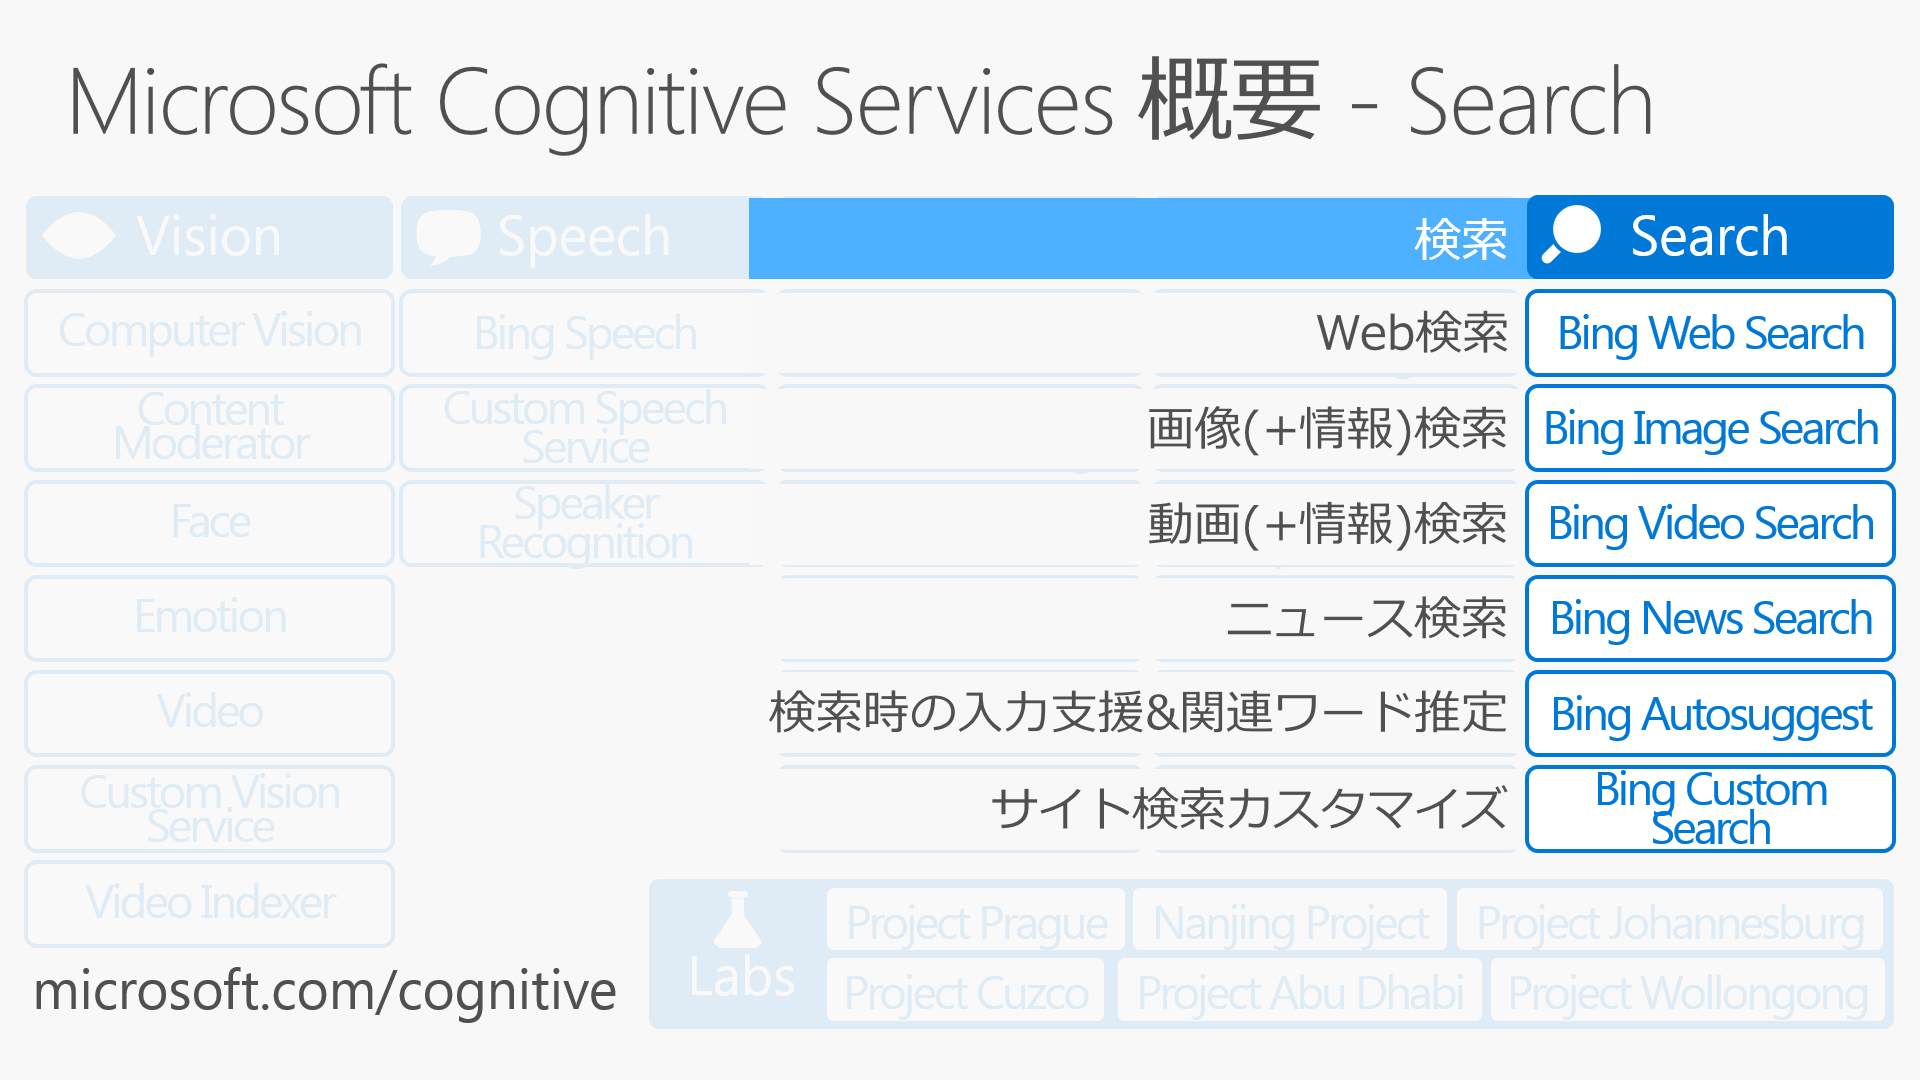 Microsoft Cognitive Services 概要 - Search
Vision
Speech
検索
Search
Computer Vision
Bing Speech
Web検索
Bing Web Search
Content
Moderator
Custom Speech
Service
画像(+情報)検索
Bing Image Search
Face
Speaker
Recognition
動画(+情報)検索
Bing Video Search
Emotion
ニュース検索
Bing News Search
Video
検索時の入力支援&関連ワード推定
Bing Autosuggest
Custom Vision
Service
サイト検索カスタマイズ
Bing Custom
Search
Video Indexer
Labs
Project Prague
Nanjing Project
Project Johannesburg
Project Cuzco
Project Abu Dhabi
Project Wollongong
microsoft.com/cognitive